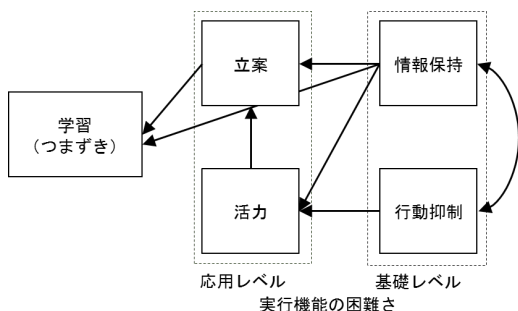 立案
情報保持
学習
（つまずき）
活力
行動抑制
応用レベル
基礎レベル
実行機能の困難さ